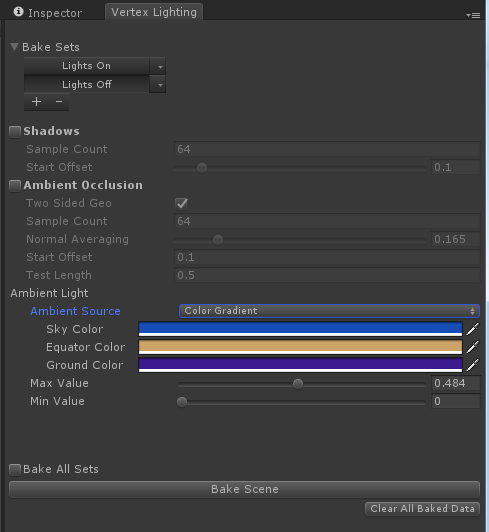 Inspector Vertex Lighting
Bake Sets
Lights On
Lights Off
+ −
Shadows
Sample Count 64
Start Offset 0.1
Ambient Occlusion
Two Sided Geo
Sample Count 64
Normal Averaging 0.165
Start Offset 0.1
Test Length 0.5
Ambient Light
Ambient Source Color Gradient
Sky Color
Equator Color
Ground Color
Max Value 0.484
Min Value 0
Bake All Sets
Bake Scene
Clear All Baked Data